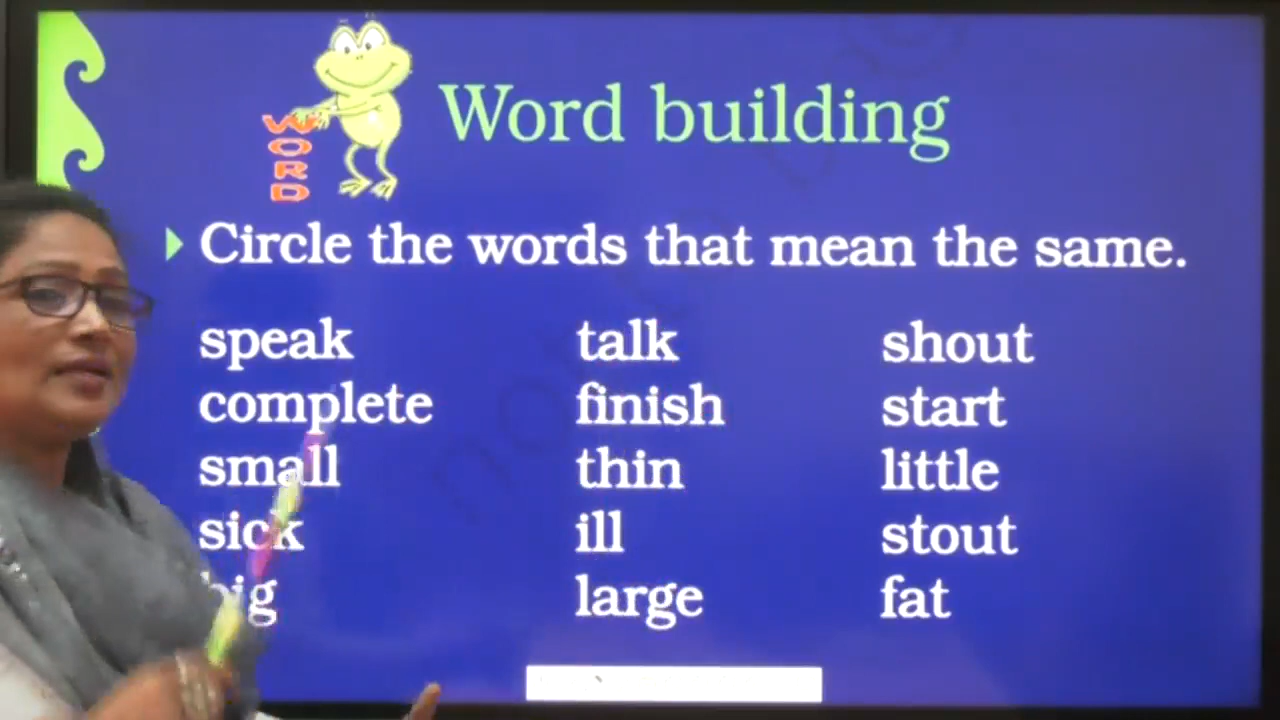 WORD
Word building
Circle the words that mean the same.
speak talk shout
complete finish start
small thin little
sick ill stout
big large fat